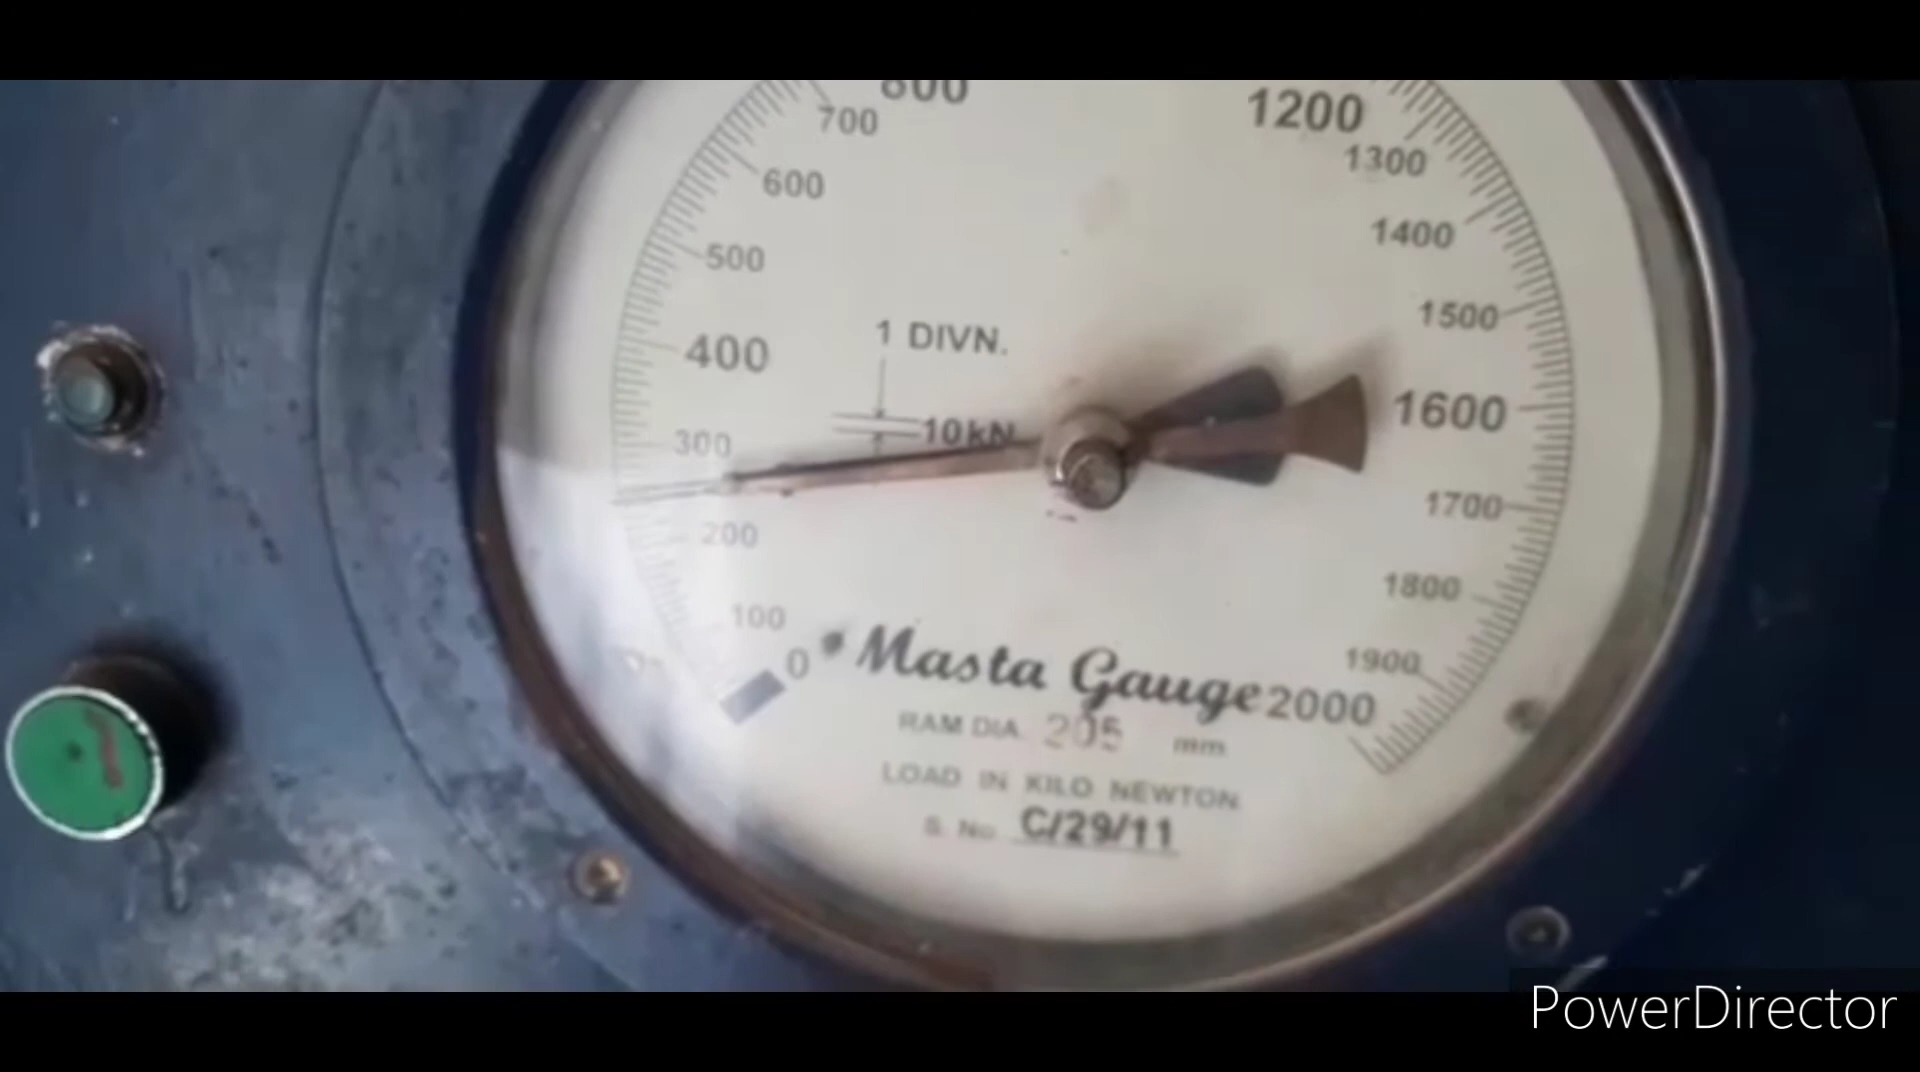 800
700
600
500
400
300
200
100
0
1200
1300
1400
1500
1600
1700
1800
1900
2000
1 DIVN.
10kN
Masta Gauge
RAM DIA. 205 mm
LOAD IN KILO NEWTON
S. No. C/29/11
PowerDirector